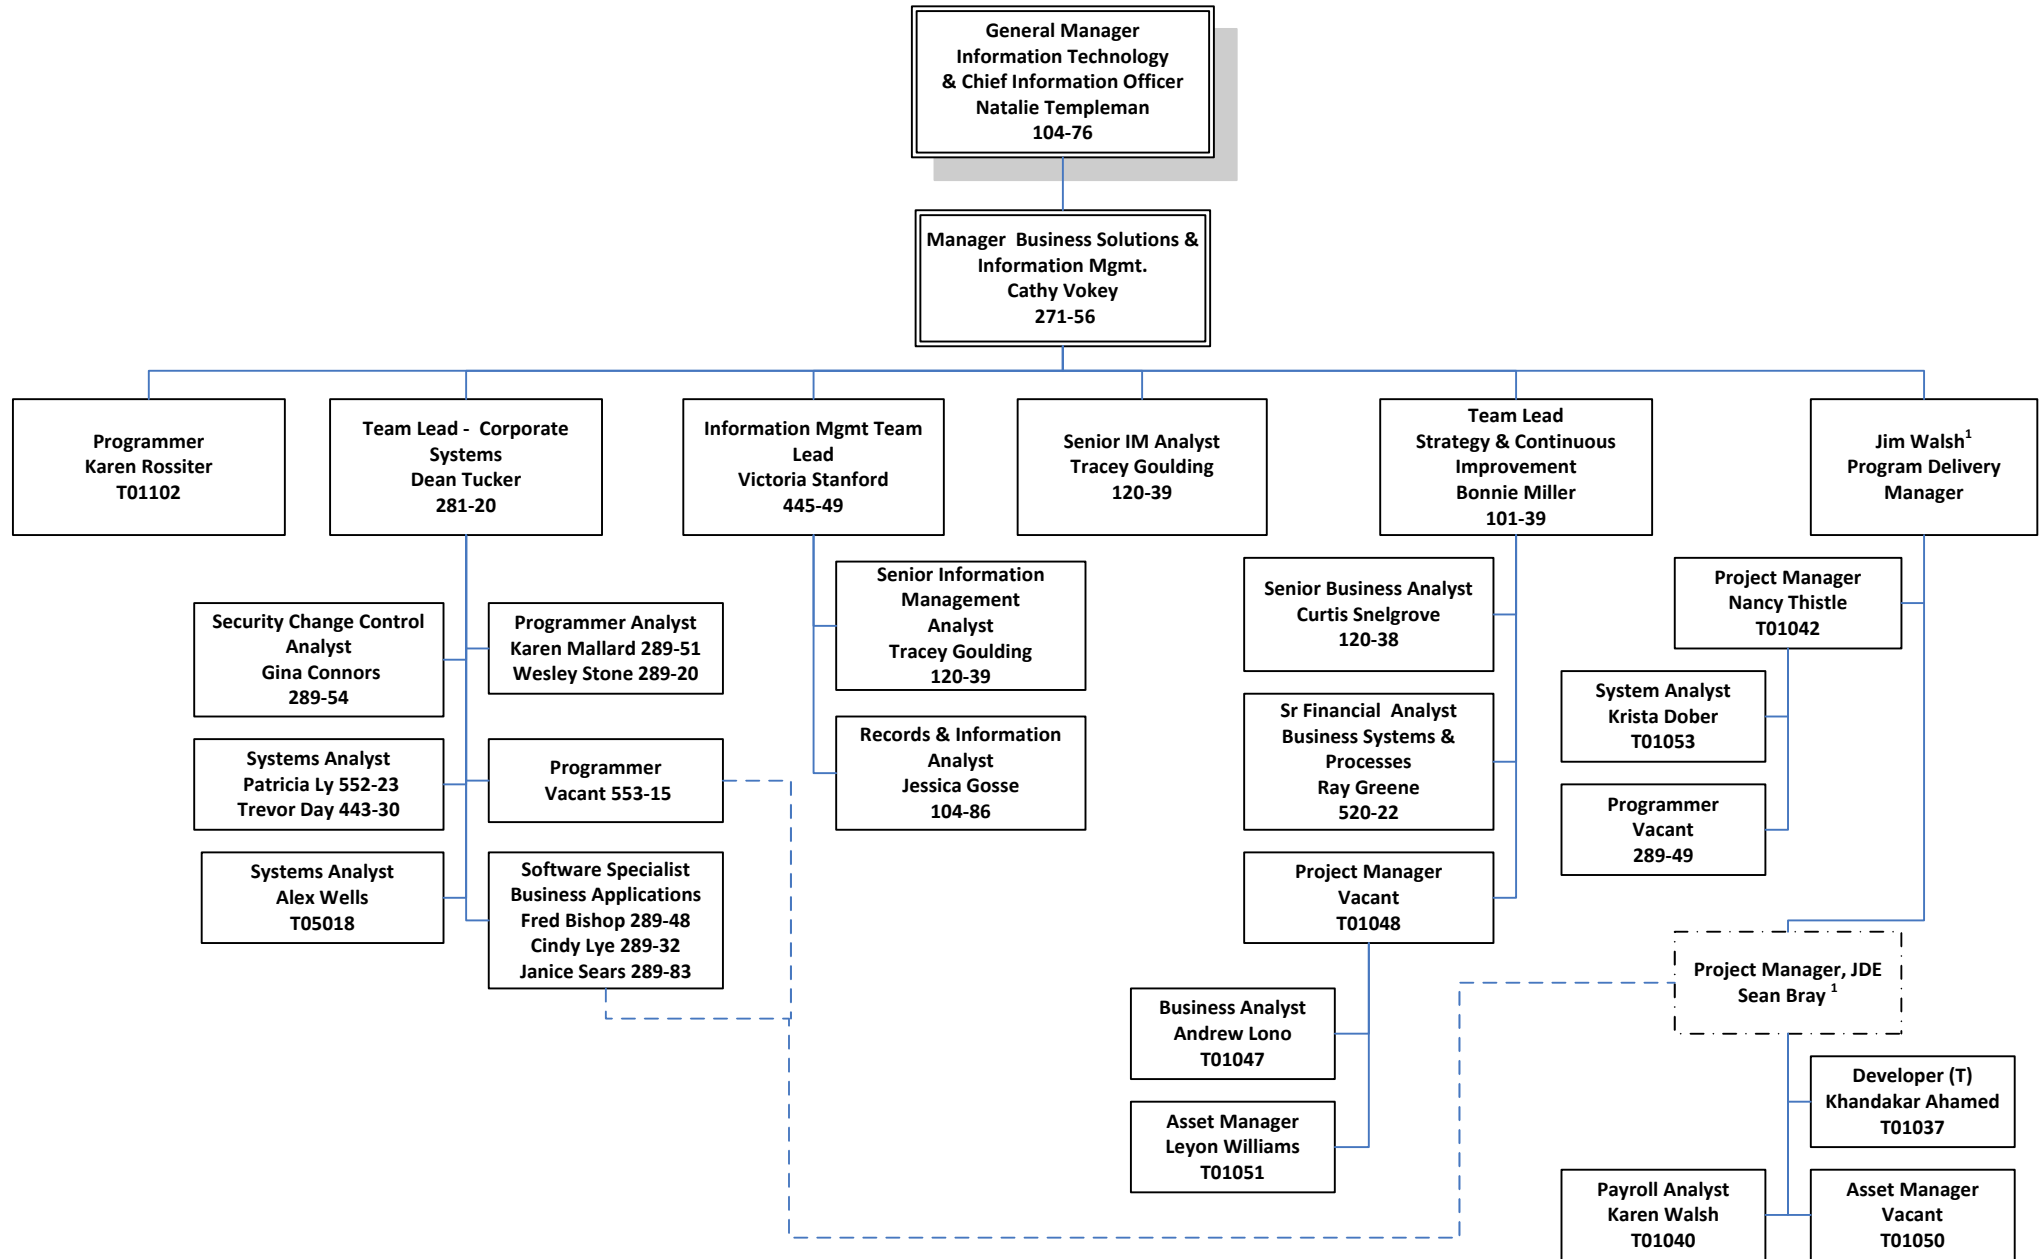 General Manager
Information Technology
& Chief Information Officer
Natalie Templeman
104-76
Manager Business Solutions &
Information Mgmt.
Cathy Vokey
271-56
Programmer
Karen Rossiter
T01102
Team Lead - Corporate
Systems
Dean Tucker
281-20
Information Mgmt Team
Lead
Victoria Stanford
445-49
Senior IM Analyst
Tracey Goulding
120-39
Team Lead
Strategy & Continuous
Improvement
Bonnie Miller
101-39
Jim Walsh1
Program Delivery
Manager
Security Change Control
Analyst
Gina Connors
289-54
Programmer Analyst
Karen Mallard 289-51
Wesley Stone 289-20
Systems Analyst
Patricia Ly 552-23
Trevor Day 443-30
Programmer
Vacant 553-15
Systems Analyst
Alex Wells
T05018
Software Specialist
Business Applications
Fred Bishop 289-48
Cindy Lye 289-32
Janice Sears 289-83
Senior Information
Management
Analyst
Tracey Goulding
120-39
Records & Information
Analyst
Jessica Gosse
104-86
Senior Business Analyst
Curtis Snelgrove
120-38
Sr Financial Analyst
Business Systems &
Processes
Ray Greene
520-22
Project Manager
Vacant
T01048
Business Analyst
Andrew Lono
T01047
Asset Manager
Leyon Williams
T01051
Project Manager
Nancy Thistle
T01042
System Analyst
Krista Dober
T01053
Programmer
Vacant
289-49
Project Manager, JDE
Sean Bray 1
Developer (T)
Khandakar Ahamed
T01037
Payroll Analyst
Karen Walsh
T01040
Asset Manager
Vacant
T01050